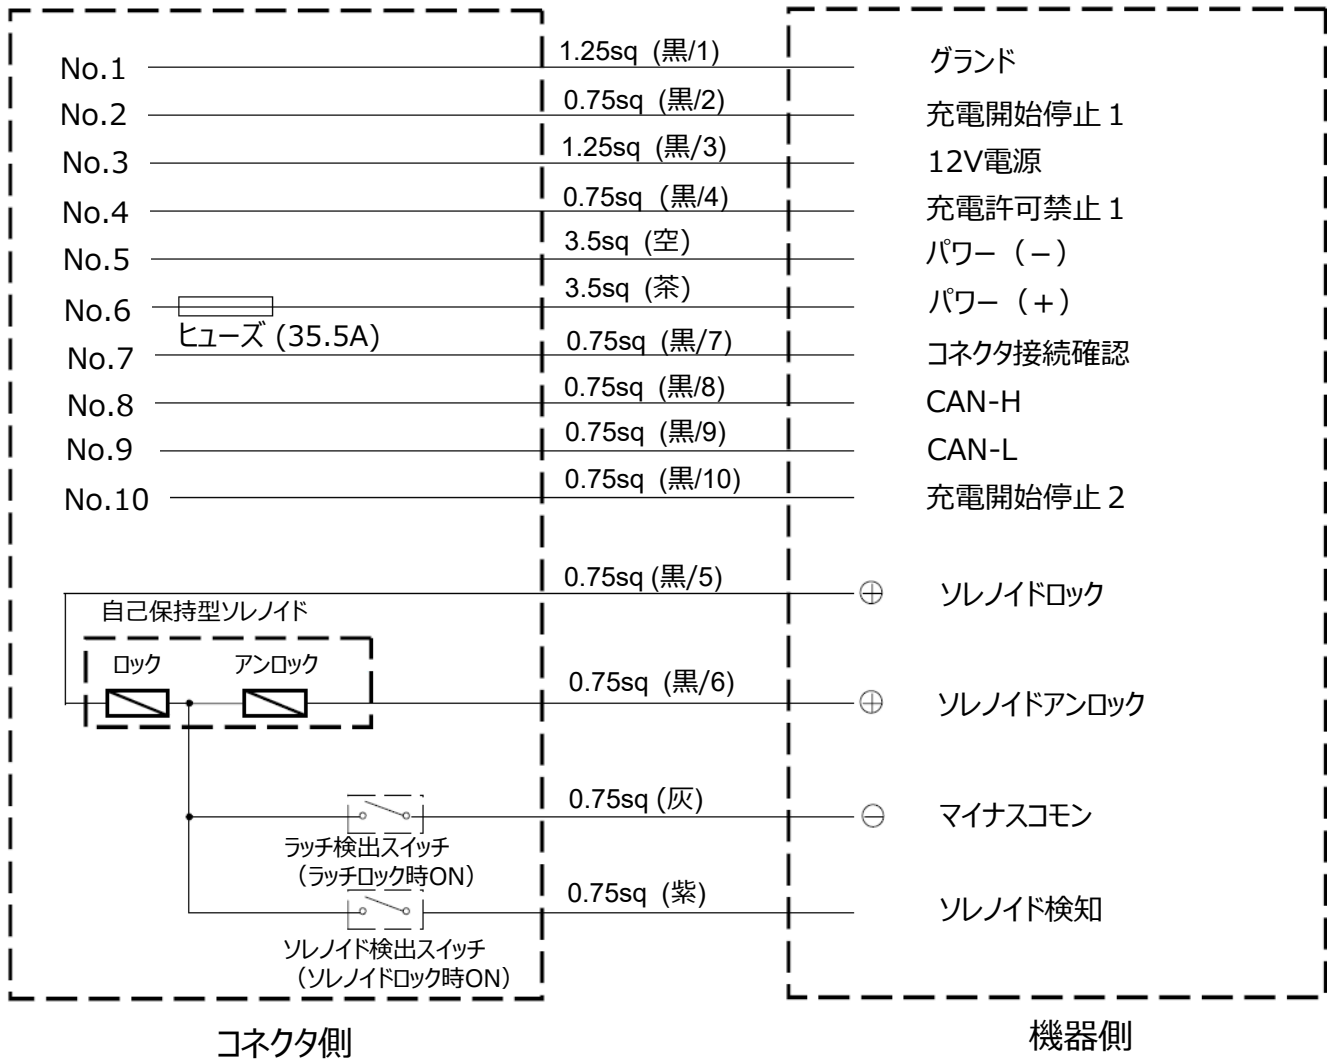 No.1 1.25sq (黒/1) グランド
No.2 0.75sq (黒/2) 充電開始停止1
No.3 1.25sq (黒/3) 12V電源
No.4 0.75sq (黒/4) 充電許可禁止1
No.5 3.5sq (空) パワー(-)
No.6 3.5sq (茶) パワー(+)
ヒューズ (35.5A)
No.7 0.75sq (黒/7) コネクタ接続確認
No.8 0.75sq (黒/8) CAN-H
No.9 0.75sq (黒/9) CAN-L
No.10 0.75sq (黒/10) 充電開始停止2
0.75sq (黒/5) ⊕ ソレノイドロック
自己保持型ソレノイド
ロック アンロック
0.75sq (黒/6) ⊕ ソレノイドアンロック
0.75sq (灰) ⊖ マイナスコモン
ラッチ検出スイッチ
(ラッチロック時ON)
0.75sq (紫) ソレノイド検知
ソレノイド検出スイッチ
(ソレノイドロック時ON)
コネクタ側 機器側